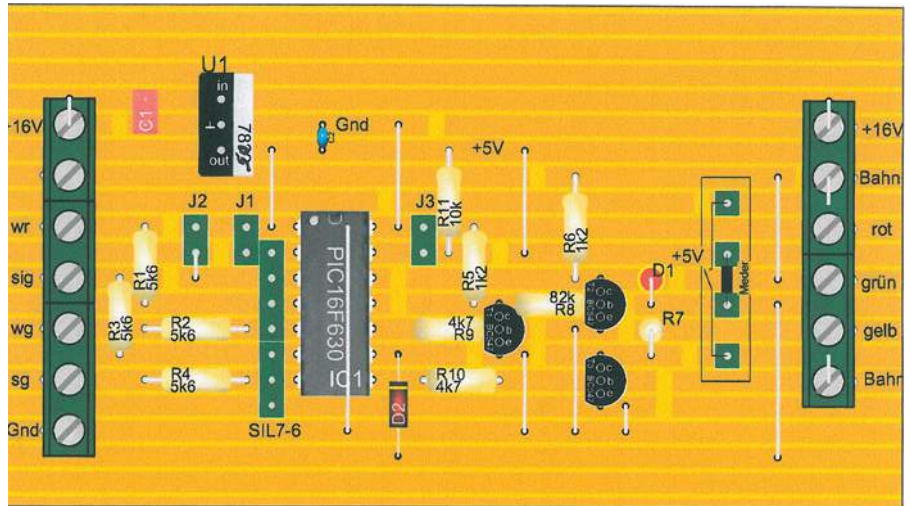 U1
in
out
7805
C1
Gnd
+5V
+16V
wr
sig
wg
sg
Gnd
J2
J1
J3
R1
5k6
R3
5k6
R2
5k6
R4
5k6
SIL7-6
PIC16F630
IC1
D2
R11
10k
R5
1k2
R6
1k2
4k7
R9
R10
4k7
82k
R8
c
b
e
c
b
e
c
b
e
D1
R7
+5V
Meder
+16V
Bahn
rot
grün
gelb
Bahn